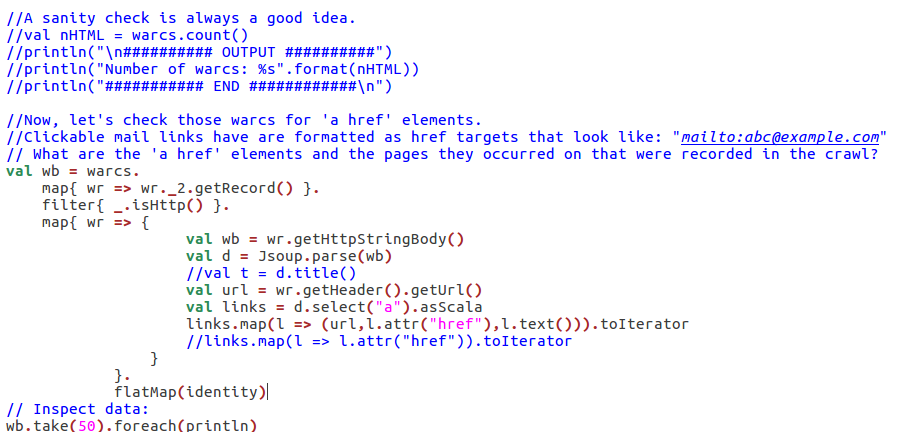 //A sanity check is always a good idea.
//val nHTML = warcs.count()
//println("\n########## OUTPUT ##########")
//println("Number of warcs: %s".format(nHTML))
//println("########### END ############\n")

//Now, let's check those warcs for 'a href' elements.
//Clickable mail links have are formatted as href targets that look like: "mailto:abc@example.com"
// What are the 'a href' elements and the pages they occurred on that were recorded in the crawl?
val wb = warcs.
    map{ wr => wr._2.getRecord() }.
    filter{ _.isHttp() }.
    map{ wr => {
                    val wb = wr.getHttpStringBody()
                    val d = Jsoup.parse(wb)
                    //val t = d.title()
                    val url = wr.getHeader().getUrl()
                    val links = d.select("a").asScala
                    links.map(l => (url,l.attr("href"),l.text())).toIterator
                    //links.map(l => l.attr("href")).toIterator
                }
            }.
            flatMap(identity)
// Inspect data:
wb.take(50).foreach(println)